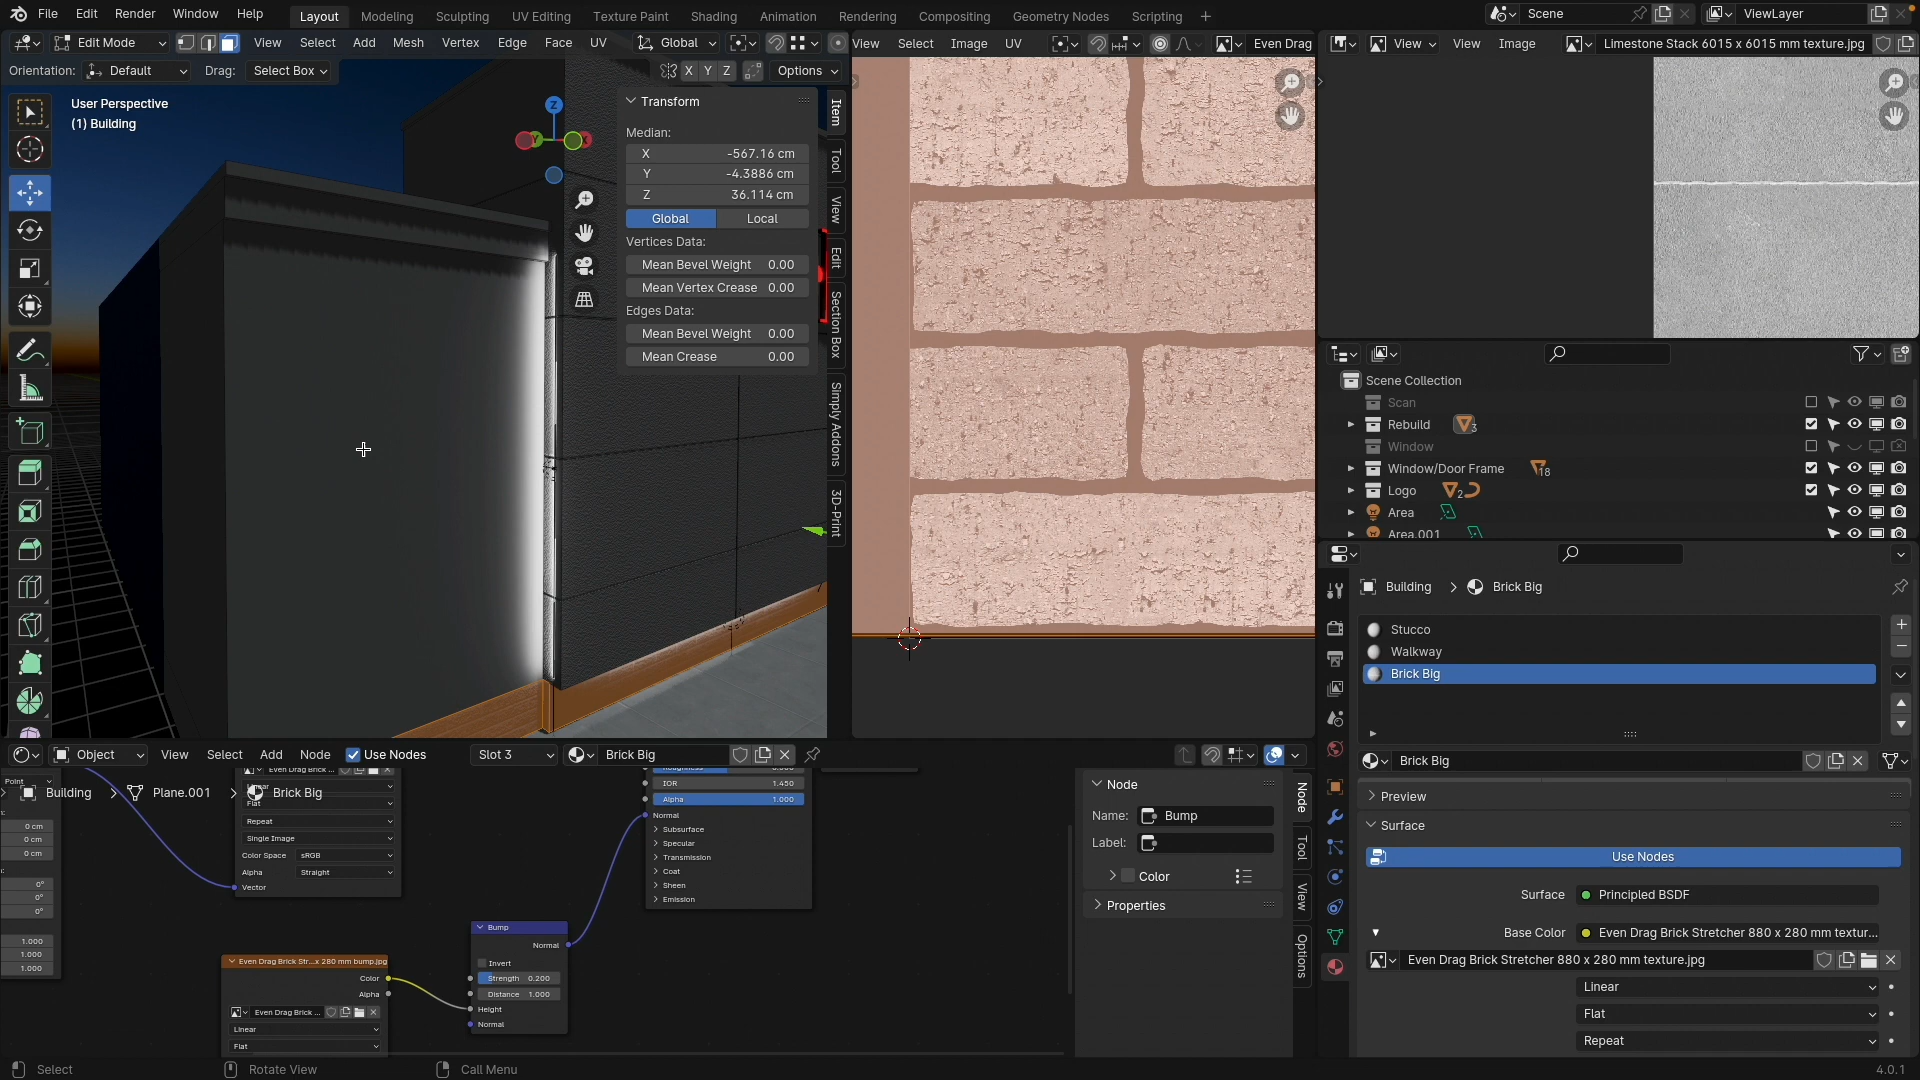 File Edit Render Window Help Layout Modeling Sculpting UV Editing Texture Paint Shading Animation Rendering Compositing Geometry Nodes Scripting + Scene ViewLayer
Edit Mode View Select Add Mesh Vertex Edge Face UV Global
View Select Image UV Even Drag
View View Image Limestone Stack 6015 x 6015 mm texture.jpg
Orientation: Default Drag: Select Box X Y Z Options
User Perspective
(1) Building
Z
Y
X
Transform
Median:
X -567.16 cm
Y -4.3886 cm
Z 36.114 cm
Global Local
Vertices Data:
Mean Bevel Weight 0.00
Mean Vertex Crease 0.00
Edges Data:
Mean Bevel Weight 0.00
Mean Crease 0.00
Item
Tool
View
Edit
Section Box
Simply Addons
3D-Print
Scene Collection
Scan
Rebuild 3
Window
Window/Door Frame 18
Logo 2
Area
Area.001
Building > Brick Big
Stucco
Walkway
Brick Big
Brick Big
Preview
Surface
Use Nodes
Surface Principled BSDF
Base Color Even Drag Brick Stretcher 880 x 280 mm textur...
Even Drag Brick Stretcher 880 x 280 mm texture.jpg
Linear
Flat
Repeat
Object View Select Add Node Use Nodes Slot 3 Brick Big
Building > Plane.001 > Brick Big
Point
0 cm
0 cm
0 cm
0°
0°
0°
1.000
1.000
1.000
Even Drag Brick ...
Linear
Flat
Repeat
Single Image
Color Space sRGB
Alpha Straight
Vector
Even Drag Brick Str...x 280 mm bump.jpg
Color
Alpha
Even Drag Brick ...
Linear
Flat
Bump
Normal
Invert
Strength 0.200
Distance 1.000
Height
Normal
IOR 1.450
Alpha 1.000
Normal
Subsurface
Specular
Transmission
Coat
Sheen
Emission
Node
Name: Bump
Label:
Color
Properties
Node
Tool
View
Options
Select Rotate View Call Menu 4.0.1